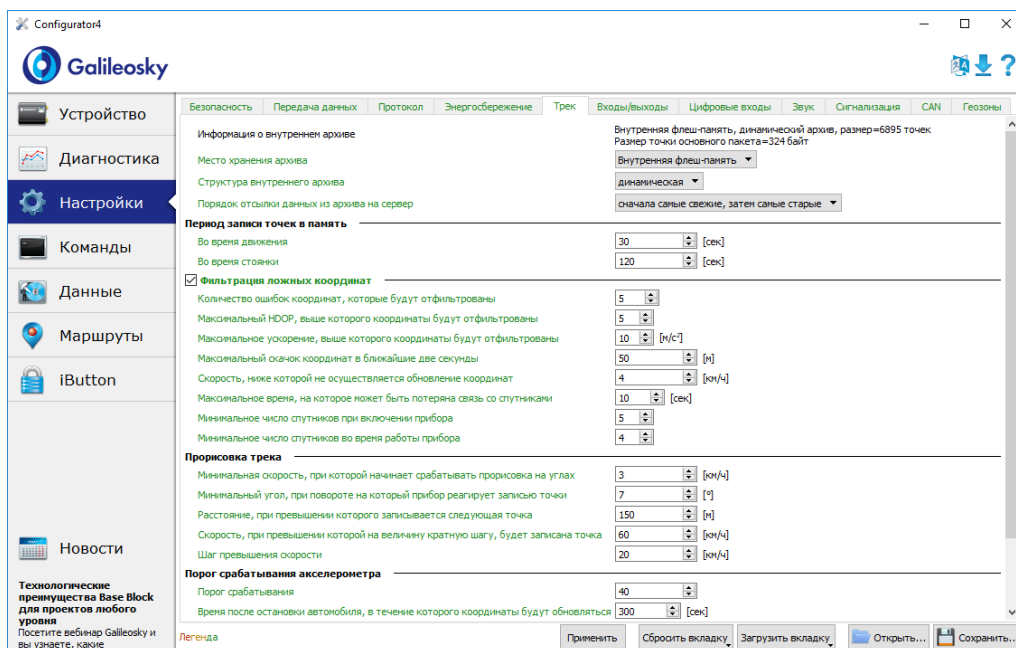 Configurator4
Galileosky
Устройство
Диагностика
Настройки
Команды
Данные
Маршруты
iButton
Новости
Технологические
преимущества Base Block
для проектов любого
уровня
Посетите вебинар Galileosky и
вы узнаете, какие
Безопасность Передача данных Протокол Энергосбережение Трек Входы/выходы Цифровые входы Звук Сигнализация CAN Геозоны
Информация о внутреннем архиве Внутренняя флеш-память, динамический архив, размер=6895 точек
Размер точки основного пакета=324 байт
Место хранения архива Внутренняя флеш-память
Структура внутреннего архива динамическая
Порядок отсылки данных из архива на сервер сначала самые свежие, затем самые старые
Период записи точек в память
Во время движения 30 [сек]
Во время стоянки 120 [сек]
Фильтрация ложных координат
Количество ошибок координат, которые будут отфильтрованы 5
Максимальный HDOP, выше которого координаты будут отфильтрованы 5
Максимальное ускорение, выше которого координаты будут отфильтрованы 10 [м/с²]
Максимальный скачок координат в ближайшие две секунды 50 [м]
Скорость, ниже которой не осуществляется обновление координат 4 [км/ч]
Максимальное время, на которое может быть потеряна связь со спутниками 10 [сек]
Минимальное число спутников при включении прибора 5
Минимальное число спутников во время работы прибора 4
Прорисовка трека
Минимальная скорость, при которой начинает срабатывать прорисовка на углах 3 [км/ч]
Минимальный угол, при повороте на который прибор реагирует записью точки 7 [°]
Расстояние, при превышении которого записывается следующая точка 150 [м]
Скорость, при превышении которой на величину кратную шагу, будет записана точка 60 [км/ч]
Шаг превышения скорости 20 [км/ч]
Порог срабатывания акселерометра
Порог срабатывания 40
Время после остановки автомобиля, в течение которого координаты будут обновляться 300 [сек]
Легенда Применить Сбросить вкладку Загрузить вкладку Открыть... Сохранить...